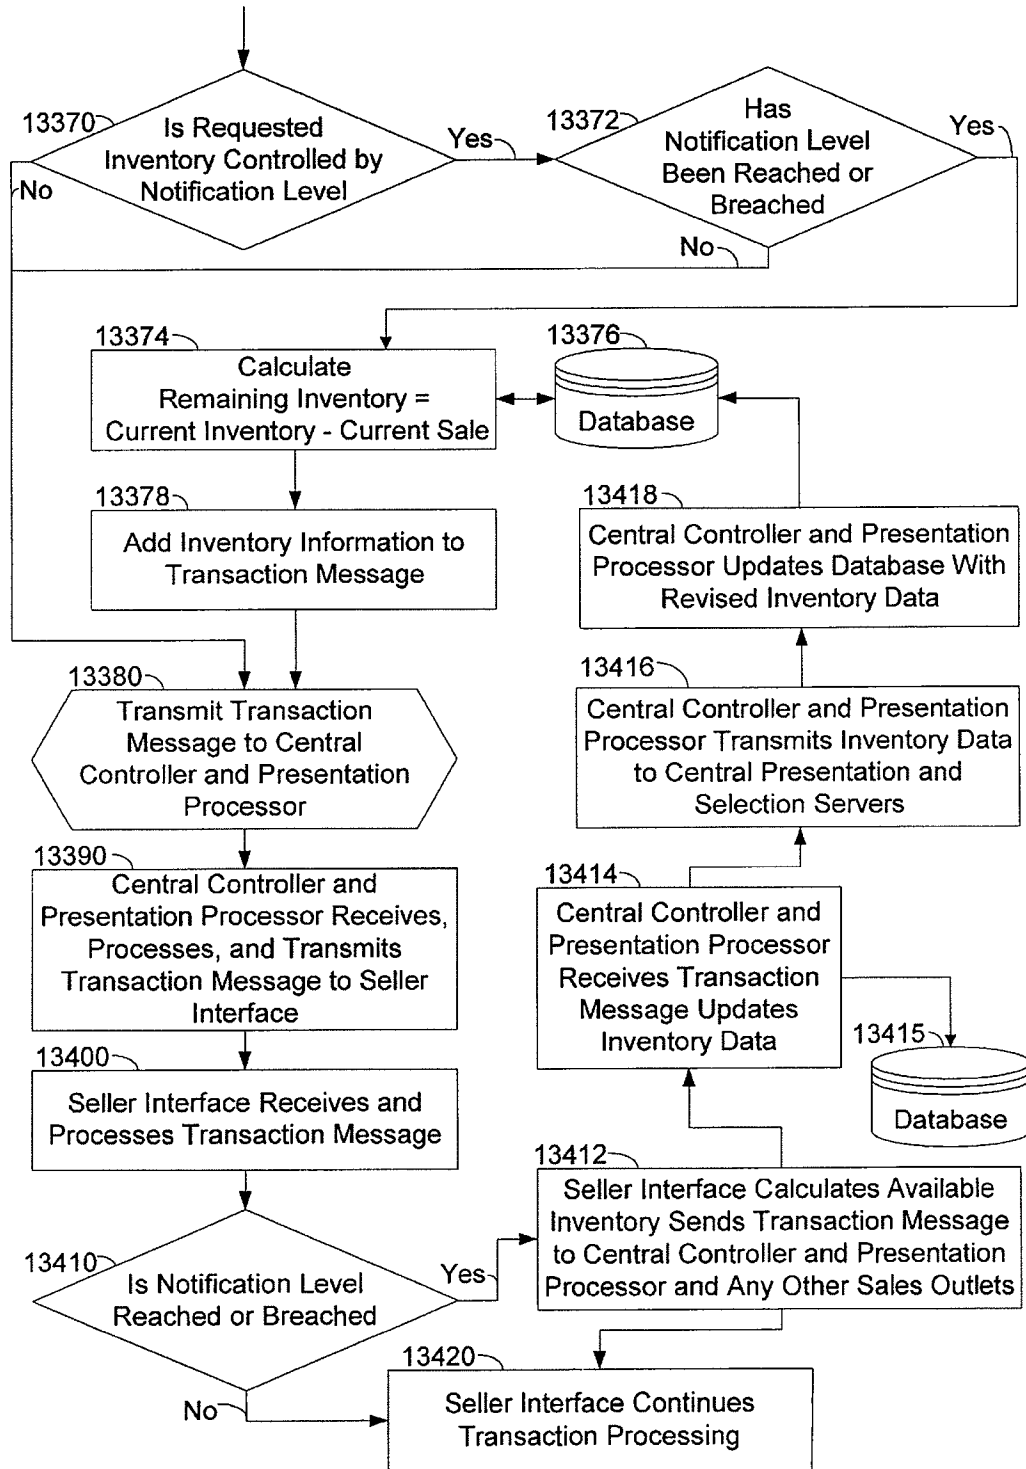 13370
Is Requested
Inventory Controlled by
Notification Level
Yes
No
13372
Has
Notification Level
Been Reached or
Breached
Yes
No
13374
Calculate
Remaining Inventory =
Current Inventory - Current Sale
13376
Database
13378
Add Inventory Information to
Transaction Message
13418
Central Controller and Presentation
Processor Updates Database With
Revised Inventory Data
13380
Transmit Transaction
Message to Central
Controller and Presentation
Processor
13416
Central Controller and Presentation
Processor Transmits Inventory Data
to Central Presentation and
Selection Servers
13390
Central Controller and
Presentation Processor Receives,
Processes, and Transmits
Transaction Message to Seller
Interface
13414
Central Controller and
Presentation Processor
Receives Transaction
Message Updates
Inventory Data
13415
Database
13400
Seller Interface Receives and
Processes Transaction Message
13412
Seller Interface Calculates Available
Inventory Sends Transaction Message
to Central Controller and Presentation
Processor and Any Other Sales Outlets
13410
Is Notification Level
Reached or Breached
Yes
No
13420
Seller Interface Continues
Transaction Processing